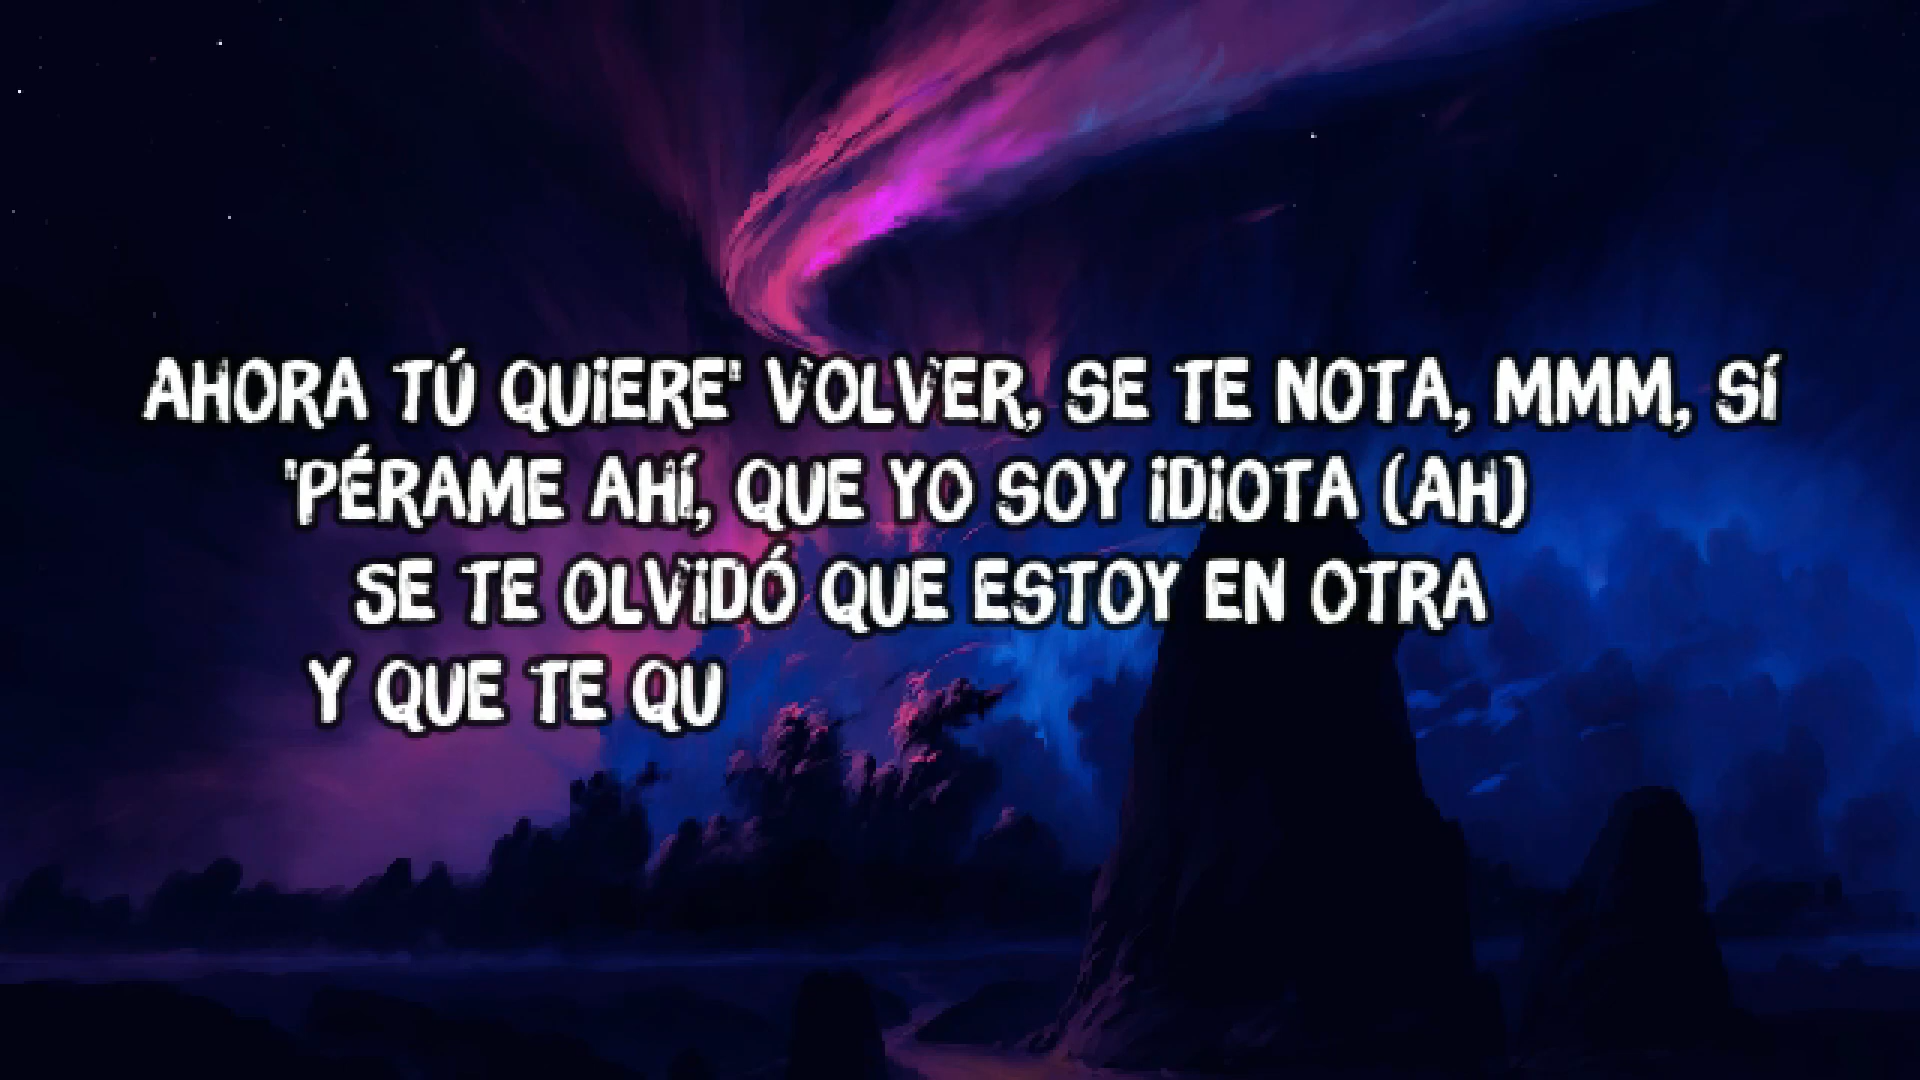 AHORA TÚ QUIERE' VOLVER, SE TE NOTA, MMM, SÍ
'PÉRAME AHÍ, QUE YO SOY IDIOTA (AH)
SE TE OLVIDÓ QUE ESTOY EN OTRA
Y QUE TE QU